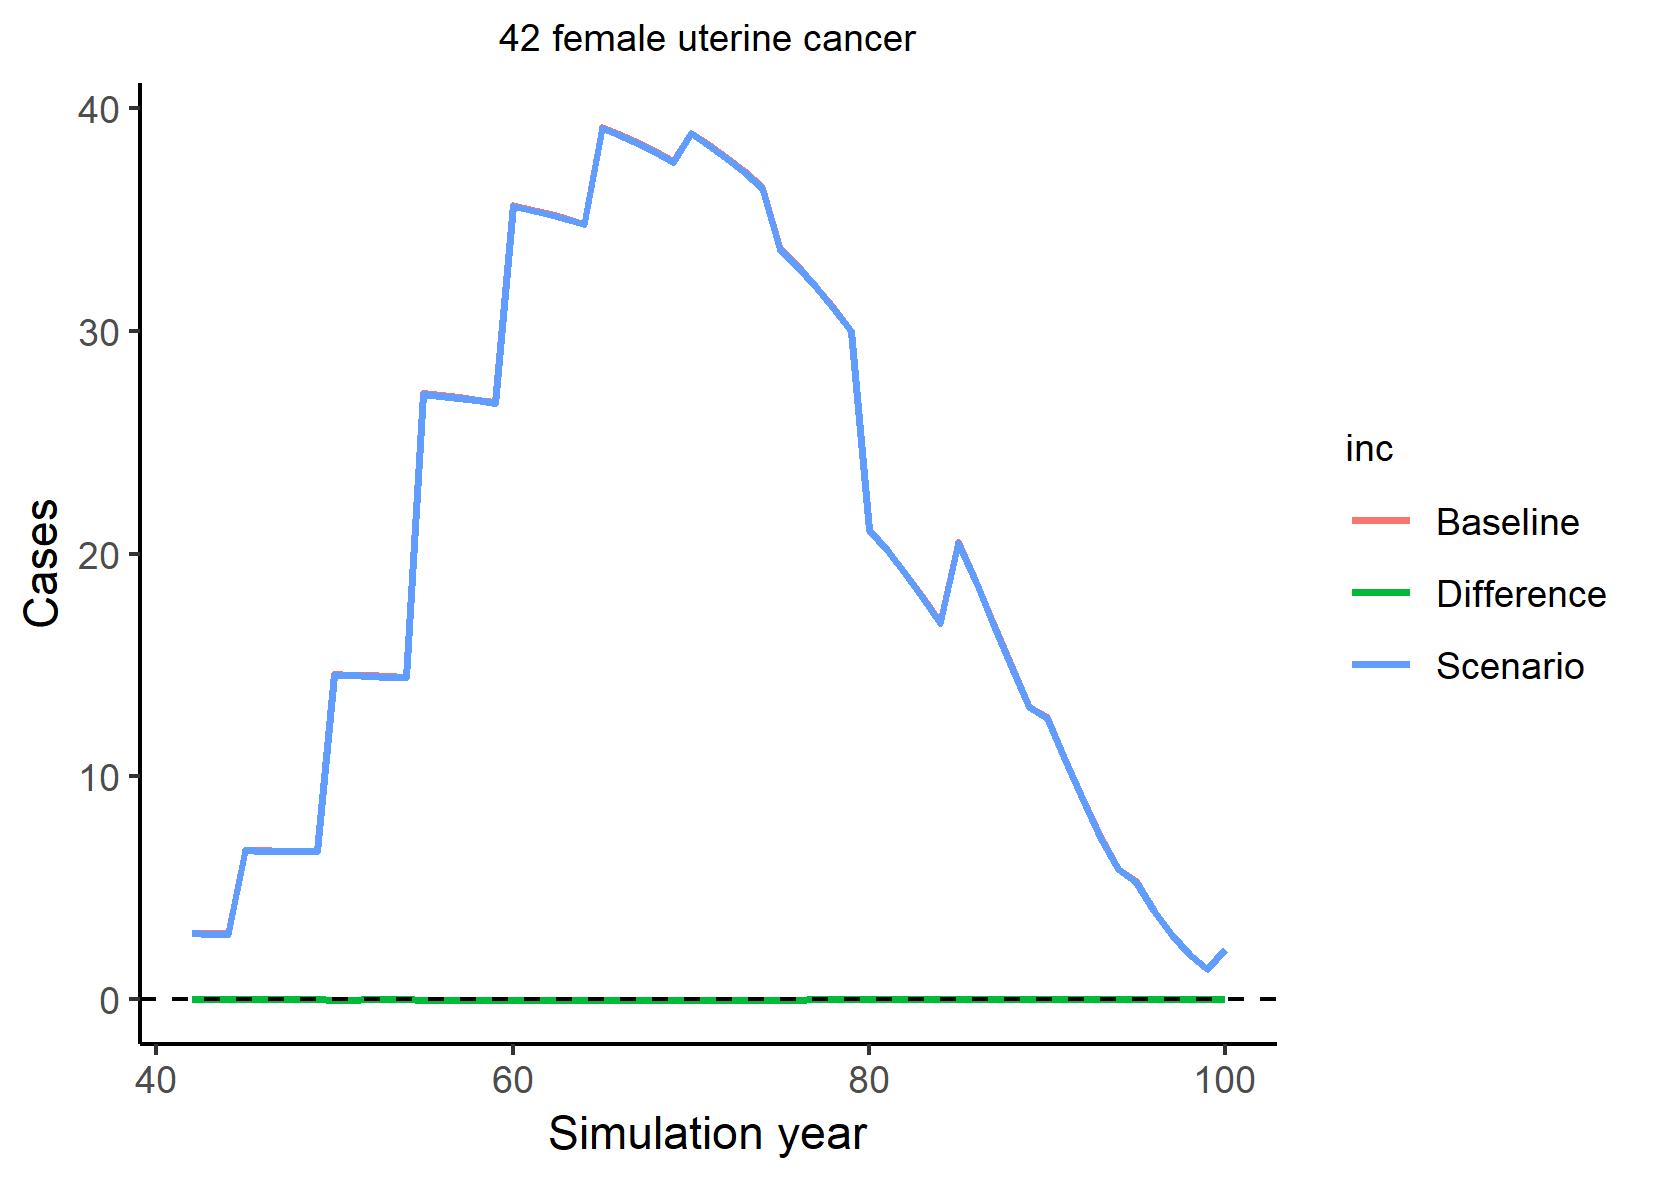 42 female uterine cancer
40
30
20
10
0
Cases
40 60 80 100
Simulation year
inc
Baseline
Difference
Scenario